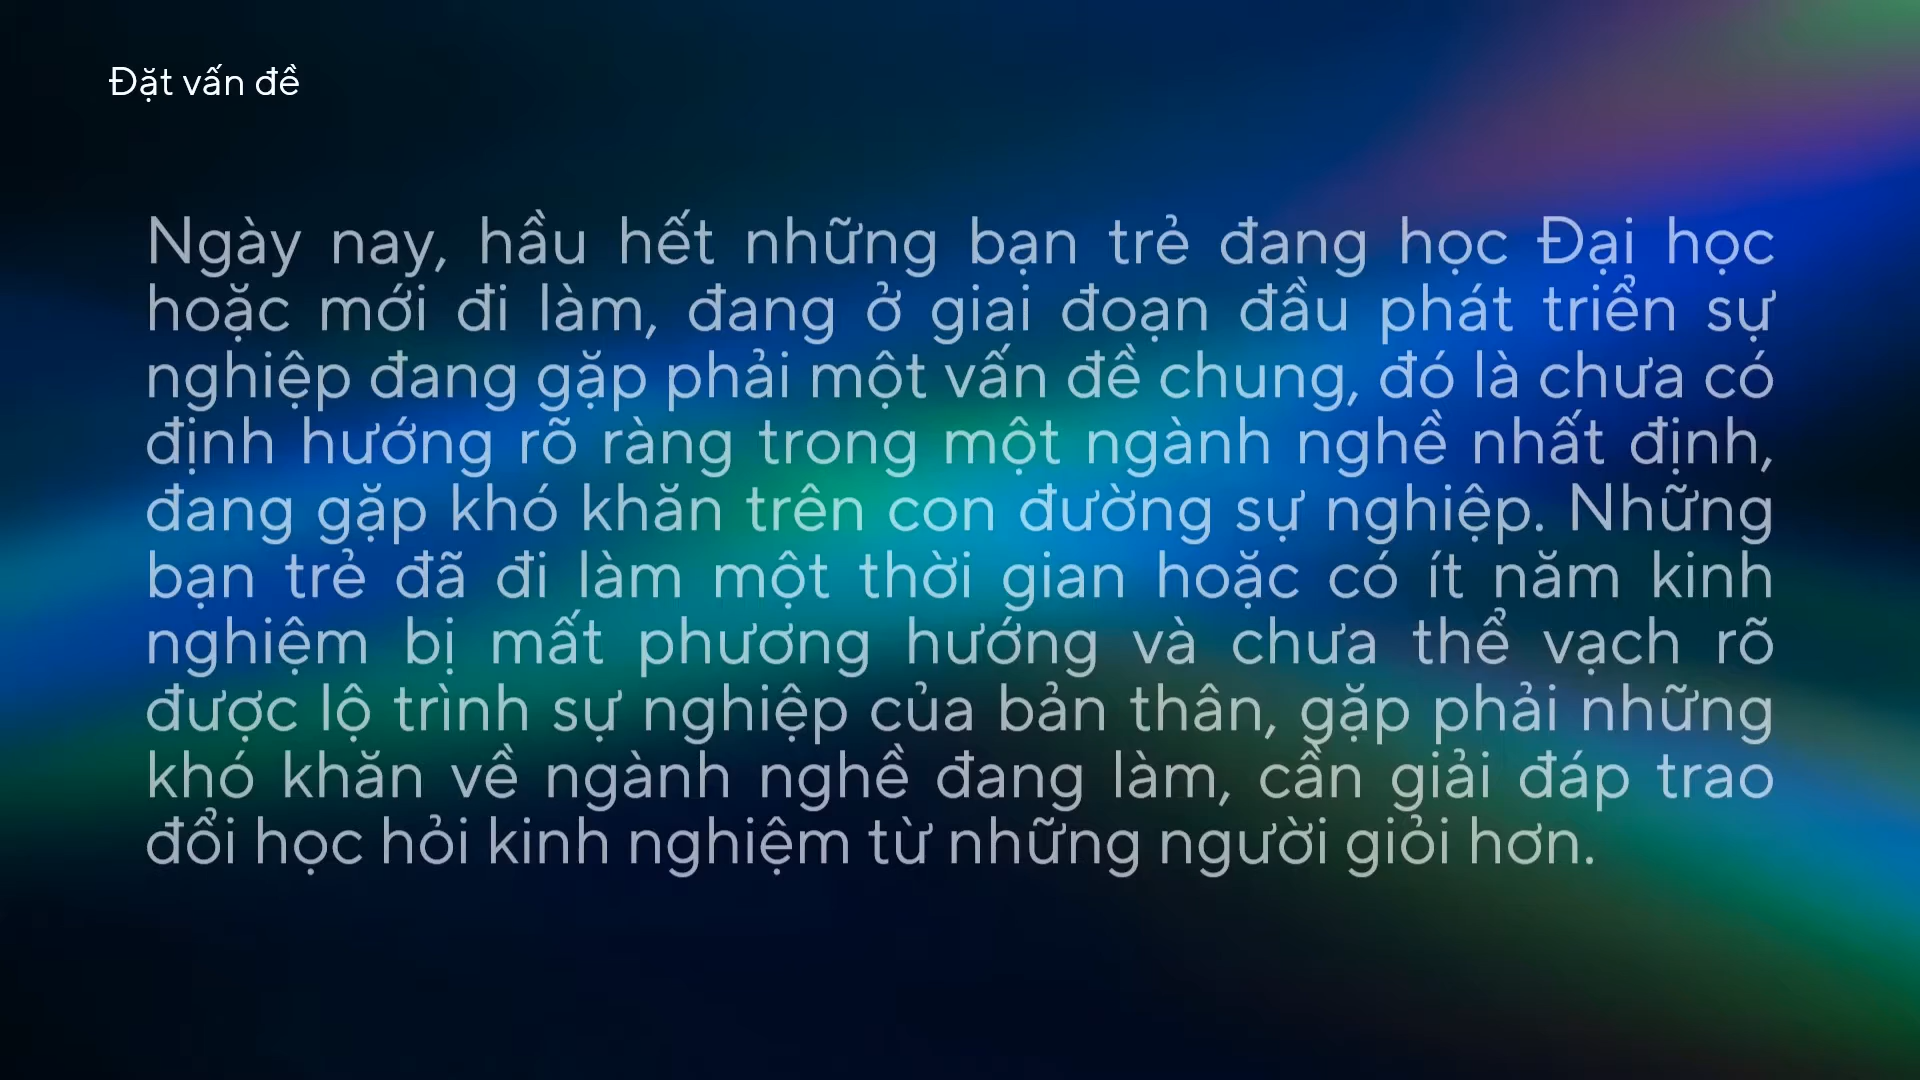 Đặt vấn đề
Ngày nay, hầu hết những bạn trẻ đang học Đại học
hoặc mới đi làm, đang ở giai đoạn đầu phát triển sự
nghiệp đang gặp phải một vấn đề chung, đó là chưa có
định hướng rõ ràng trong một ngành nghề nhất định,
đang gặp khó khăn trên con đường sự nghiệp. Những
bạn trẻ đã đi làm một thời gian hoặc có ít năm kinh
nghiệm bị mất phương hướng và chưa thể vạch rõ
được lộ trình sự nghiệp của bản thân, gặp phải những
khó khăn về ngành nghề đang làm, cần giải đáp trao
đổi học hỏi kinh nghiệm từ những người giỏi hơn.